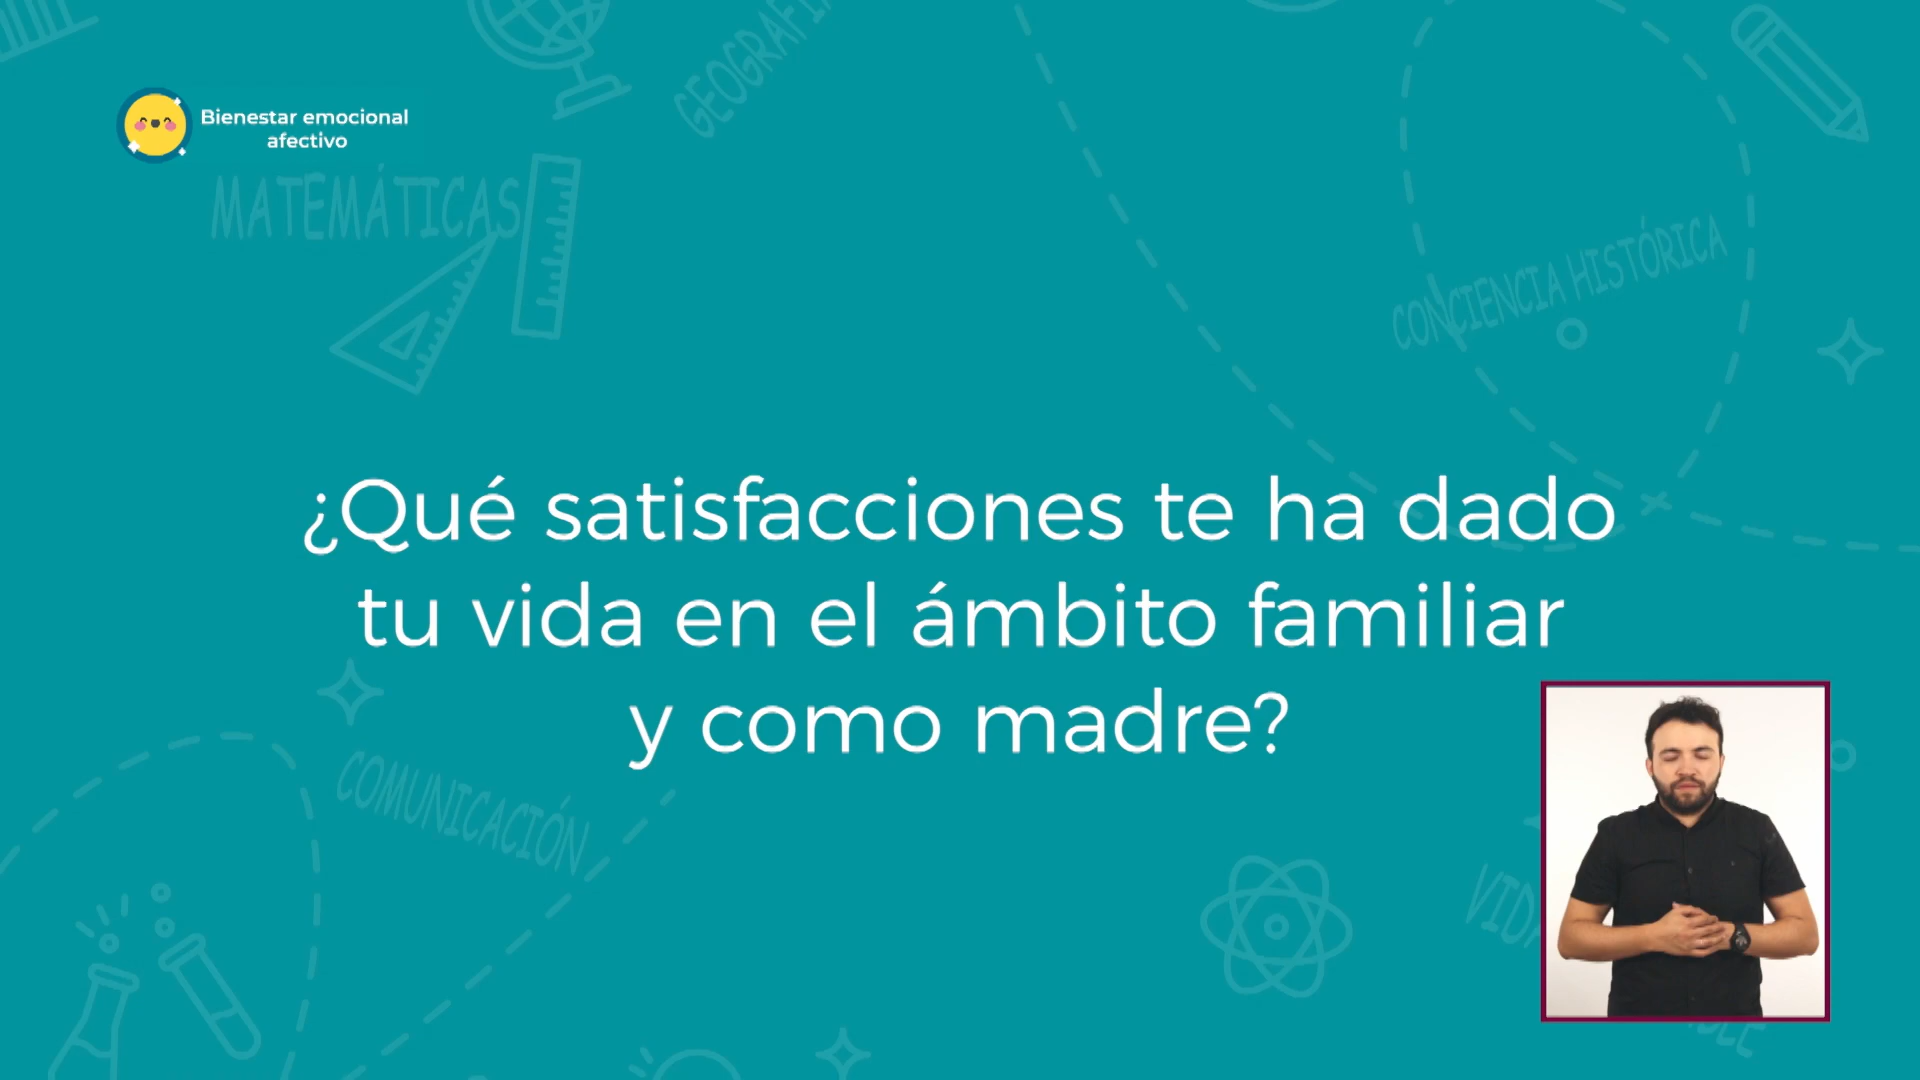 GEOGRAFÍA
Bienestar emocional
afectivo
MATEMÁTICAS
CONCIENCIA HISTÓRICA
¿Qué satisfacciones te ha dado
tu vida en el ámbito familiar
y como madre?
COMUNICACIÓN